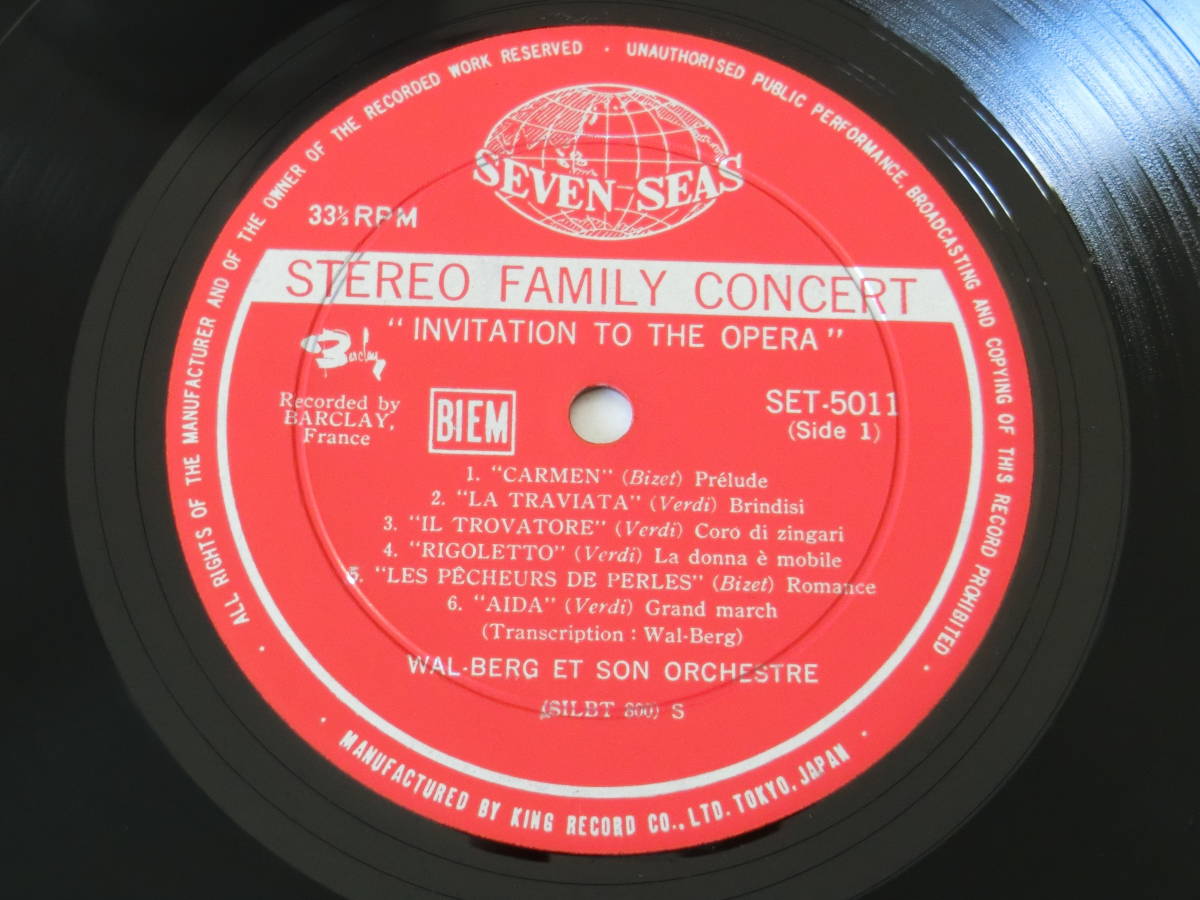 ALL RIGHTS OF THE MANUFACTURER AND OF THE OWNER OF THE RECORDED WORK RESERVED · UNAUTHORISED PUBLIC PERFORMANCE, BROADCASTING AND COPYING OF THIS RECORD PROHIBITED ·
SEVEN SEAS
33⅓ RPM
STEREO FAMILY CONCERT
"INVITATION TO THE OPERA"
Barclay
Recorded by
BARCLAY,
France
BIEM
SET-5011
(Side 1)
1. "CARMEN" (Bizet) Prélude
2. "LA TRAVIATA" (Verdi) Brindisi
3. "IL TROVATORE" (Verdi) Coro di zingari
4. "RIGOLETTO" (Verdi) La donna è mobile
5. "LES PÊCHEURS DE PERLES" (Bizet) Romance
6. "AIDA" (Verdi) Grand march
(Transcription : Wal-Berg)
WAL-BERG ET SON ORCHESTRE
(SILBT 800) S
· MANUFACTURED BY KING RECORD CO., LTD. TOKYO, JAPAN ·